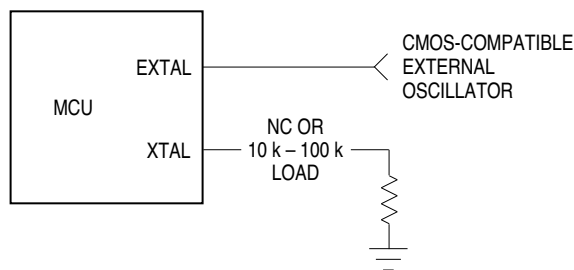 EXTAL
CMOS-COMPATIBLE
EXTERNAL
OSCILLATOR
MCU
XTAL
NC OR
10 k – 100 k
LOAD